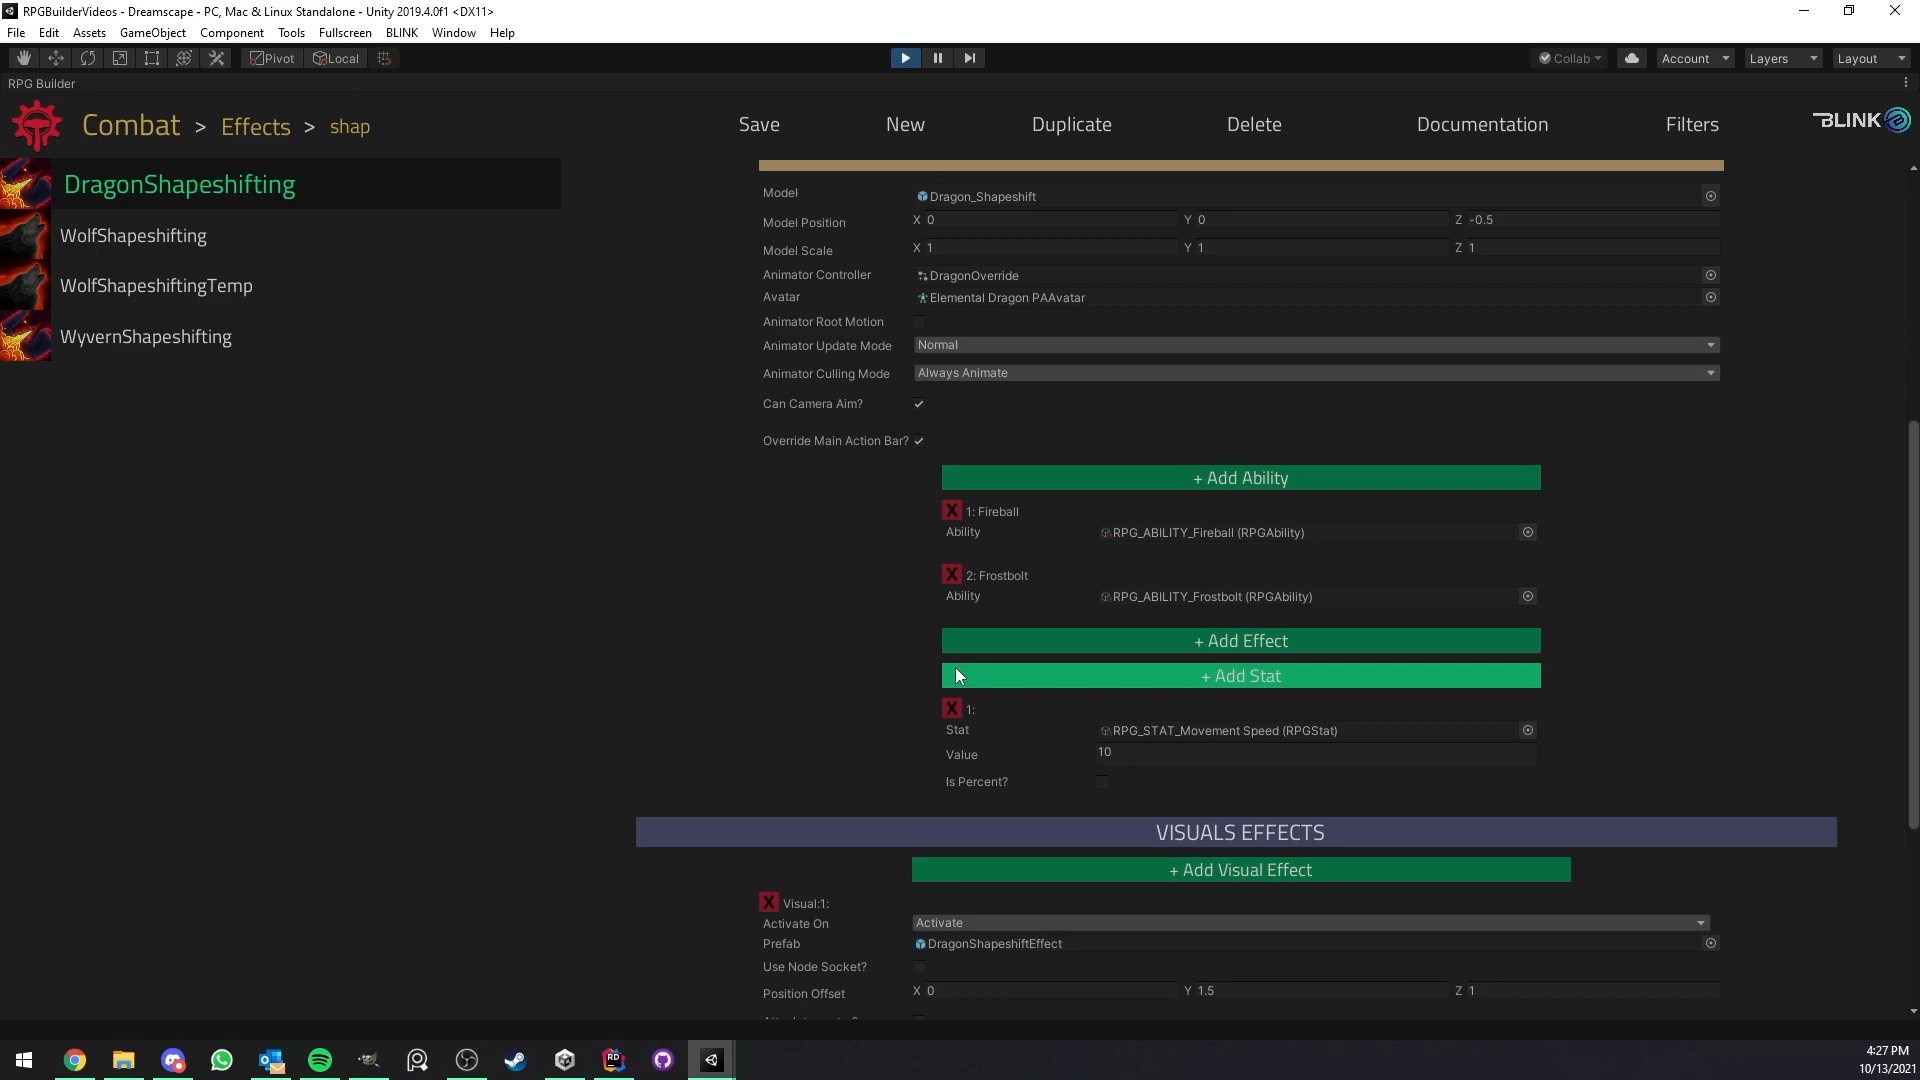 RPGBuilderVideos - Dreamscape - PC, Mac & Linux Standalone - Unity 2019.4.0f1 <DX11>
File Edit Assets GameObject Component Tools Fullscreen BLINK Window Help
Pivot Local Collab Account Layers Layout
RPG Builder
Combat > Effects > shap Save New Duplicate Delete Documentation Filters BLINK
DragonShapeshifting
WolfShapeshifting
WolfShapeshiftingTemp
WyvernShapeshifting
Model Dragon_Shapeshift
Model Position X 0 Y 0 Z -0.5
Model Scale X 1 Y 1 Z 1
Animator Controller DragonOverride
Avatar Elemental Dragon PAAvatar
Animator Root Motion
Animator Update Mode Normal
Animator Culling Mode Always Animate
Can Camera Aim?
Override Main Action Bar?
+ Add Ability
X 1: Fireball
Ability RPG_ABILITY_Fireball (RPGAbility)
X 2: Frostbolt
Ability RPG_ABILITY_Frostbolt (RPGAbility)
+ Add Effect
+ Add Stat
X 1:
Stat RPG_STAT_Movement Speed (RPGStat)
Value 10
Is Percent?
VISUALS EFFECTS
+ Add Visual Effect
X Visual:1:
Activate On Activate
Prefab DragonShapeshiftEffect
Use Node Socket?
Position Offset X 0 Y 1.5 Z 1
4:27 PM
10/13/2021